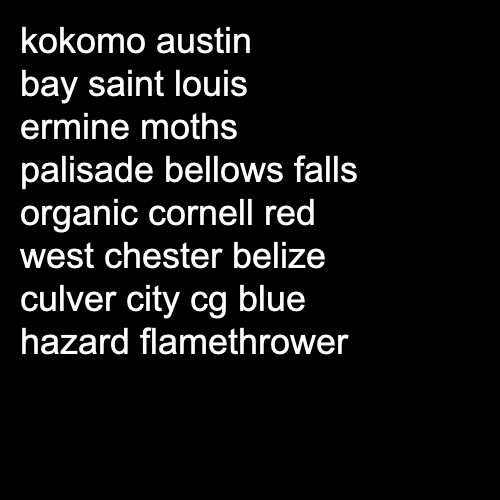 kokomo austin
bay saint louis
ermine moths
palisade bellows falls
organic cornell red
west chester belize
culver city cg blue
hazard flamethrower